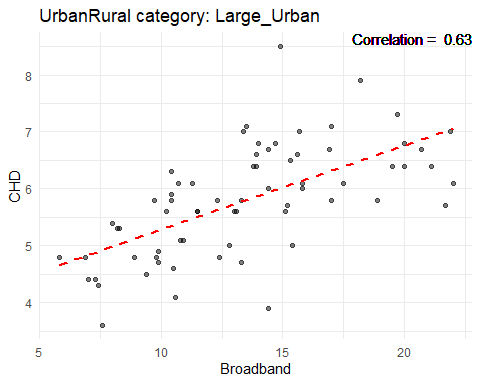 UrbanRural category: Large_Urban
Correlation = 0.63
8
7
6
5
4
CHD
5 10 15 20
Broadband